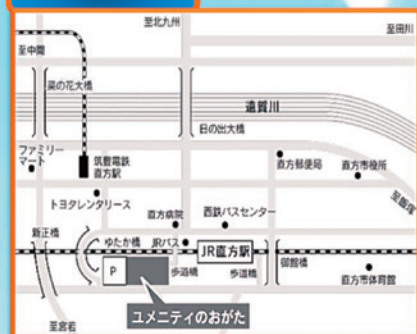 至北九州
至田川
至中間
菜の花大橋
遠賀川
日の出大橋
ファミリー
マート
筑豊電鉄
直方駅
直方郵便局
直方市役所
トヨタレンタリース
至飯塚
直方病院
西鉄バスセンター
新正橋
ゆたか橋
JRバス
JR直方駅
御館橋
P
歩道橋
歩道橋
直方市体育館
ユメニティのおがた
至宮若